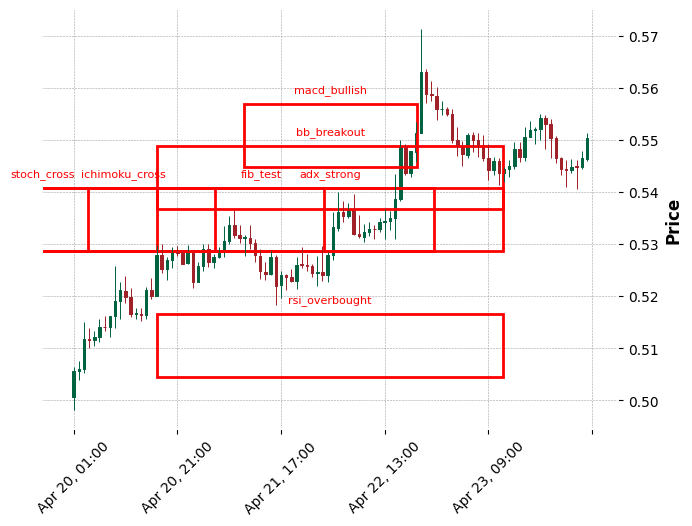 macd_bullish
bb_breakout
stoch_cross ichimoku_cross fib_test adx_strong
rsi_overbought
0.57
0.56
0.55
0.54
0.53
0.52
0.51
0.50
Price
Apr 20, 01:00
Apr 20, 21:00
Apr 21, 17:00
Apr 22, 13:00
Apr 23, 09:00